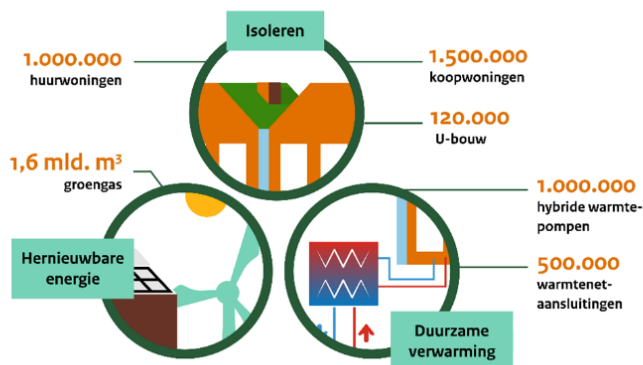 Isoleren
1.000.000
huurwoningen
1.500.000
koopwoningen
120.000
U-bouw
1,6 mld. m³
groengas
Hernieuwbare
energie
1.000.000
hybride warmte-
pompen
500.000
warmtenet-
aansluitingen
Duurzame
verwarming